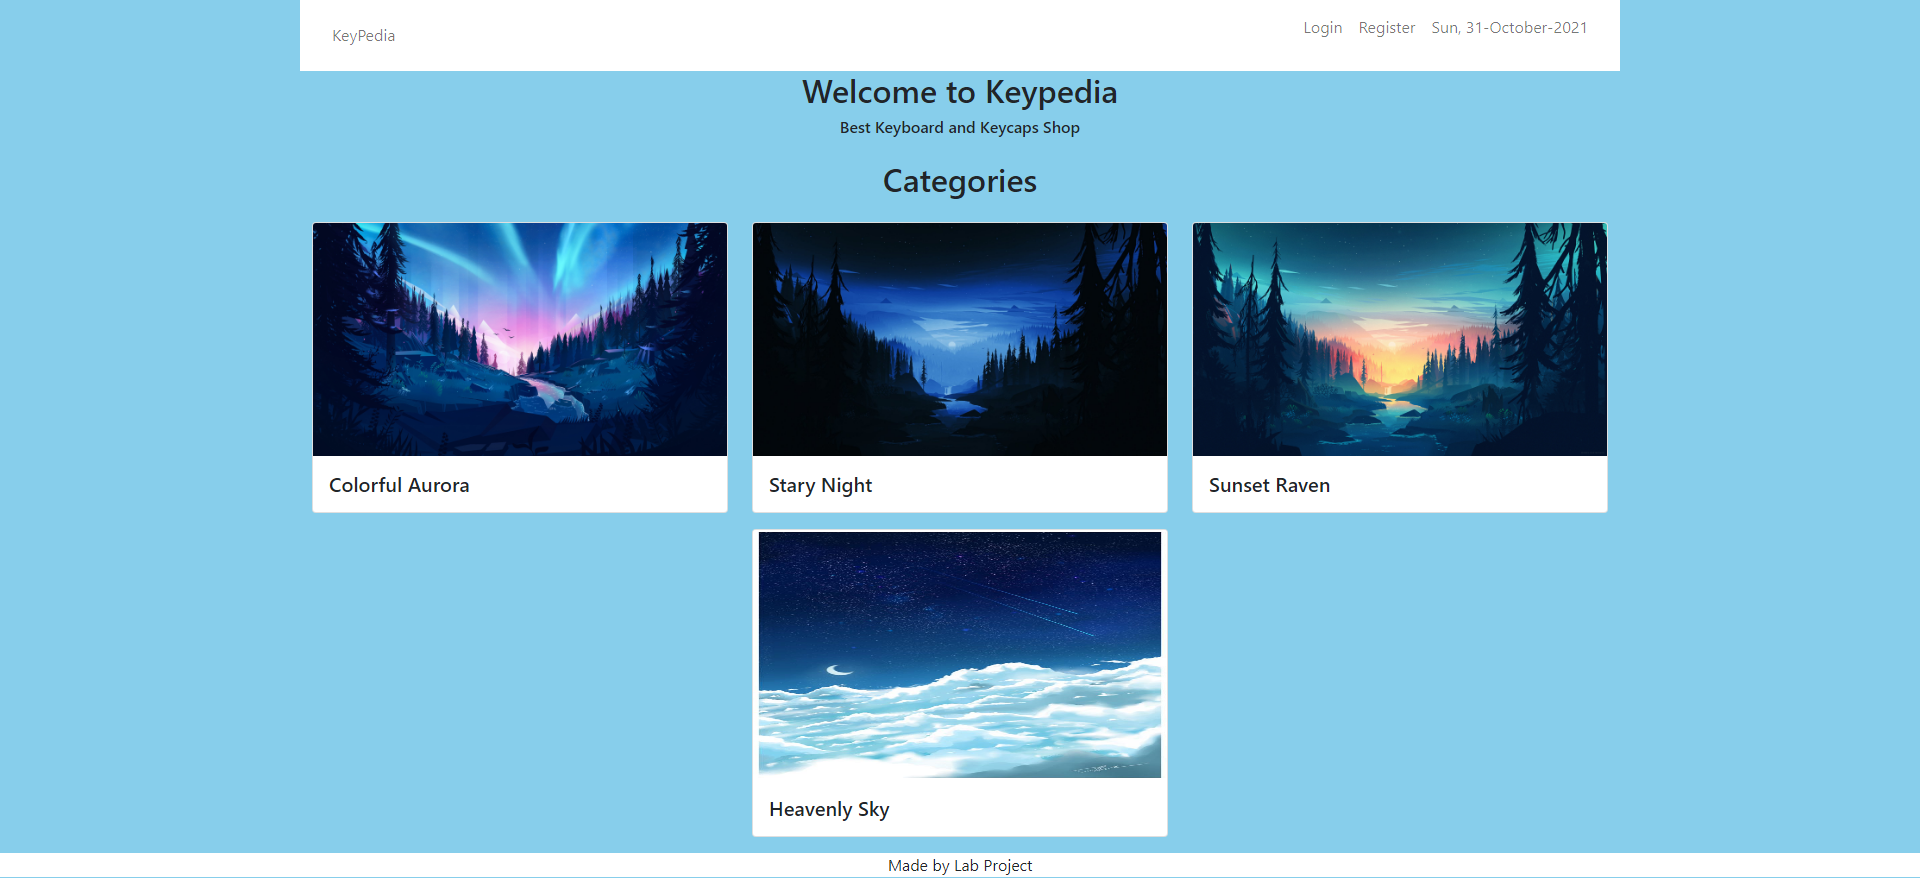 KeyPedia
Login Register Sun, 31-October-2021
Welcome to Keypedia
Best Keyboard and Keycaps Shop
Categories
Colorful Aurora
Stary Night
Sunset Raven
Heavenly Sky
Made by Lab Project